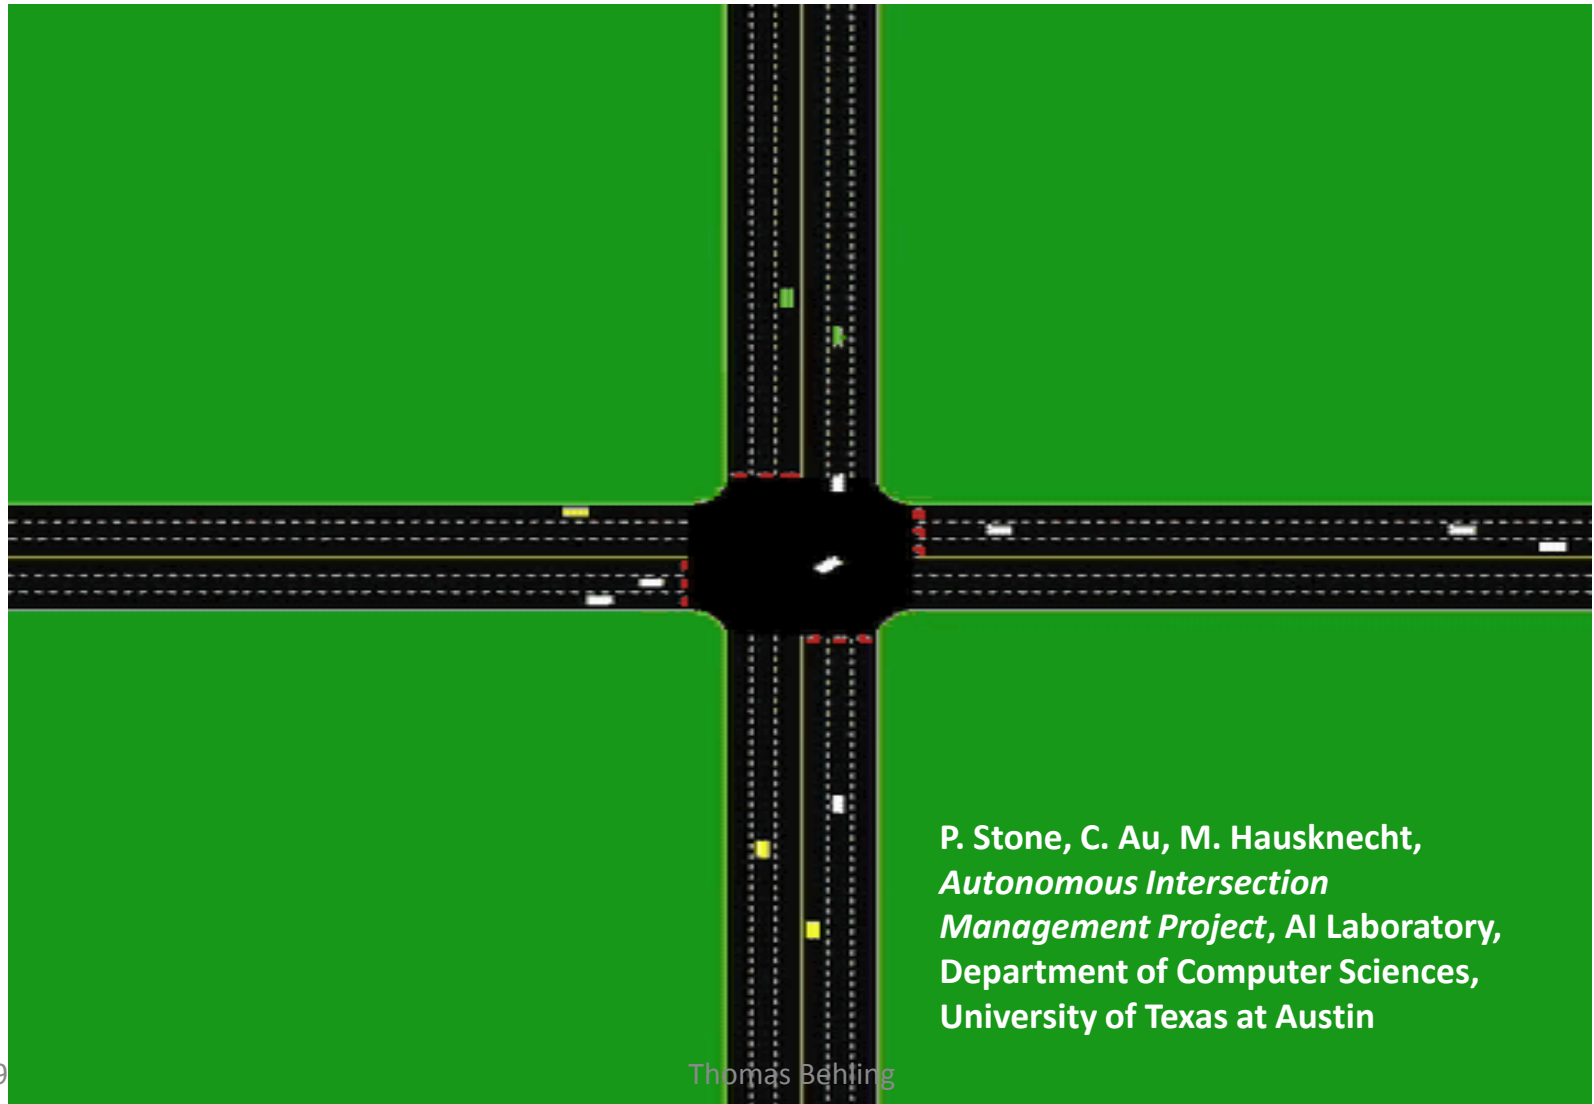 P. Stone, C. Au, M. Hausknecht,
Autonomous Intersection
Management Project, AI Laboratory,
Department of Computer Sciences,
University of Texas at Austin
9
Thomas Behling